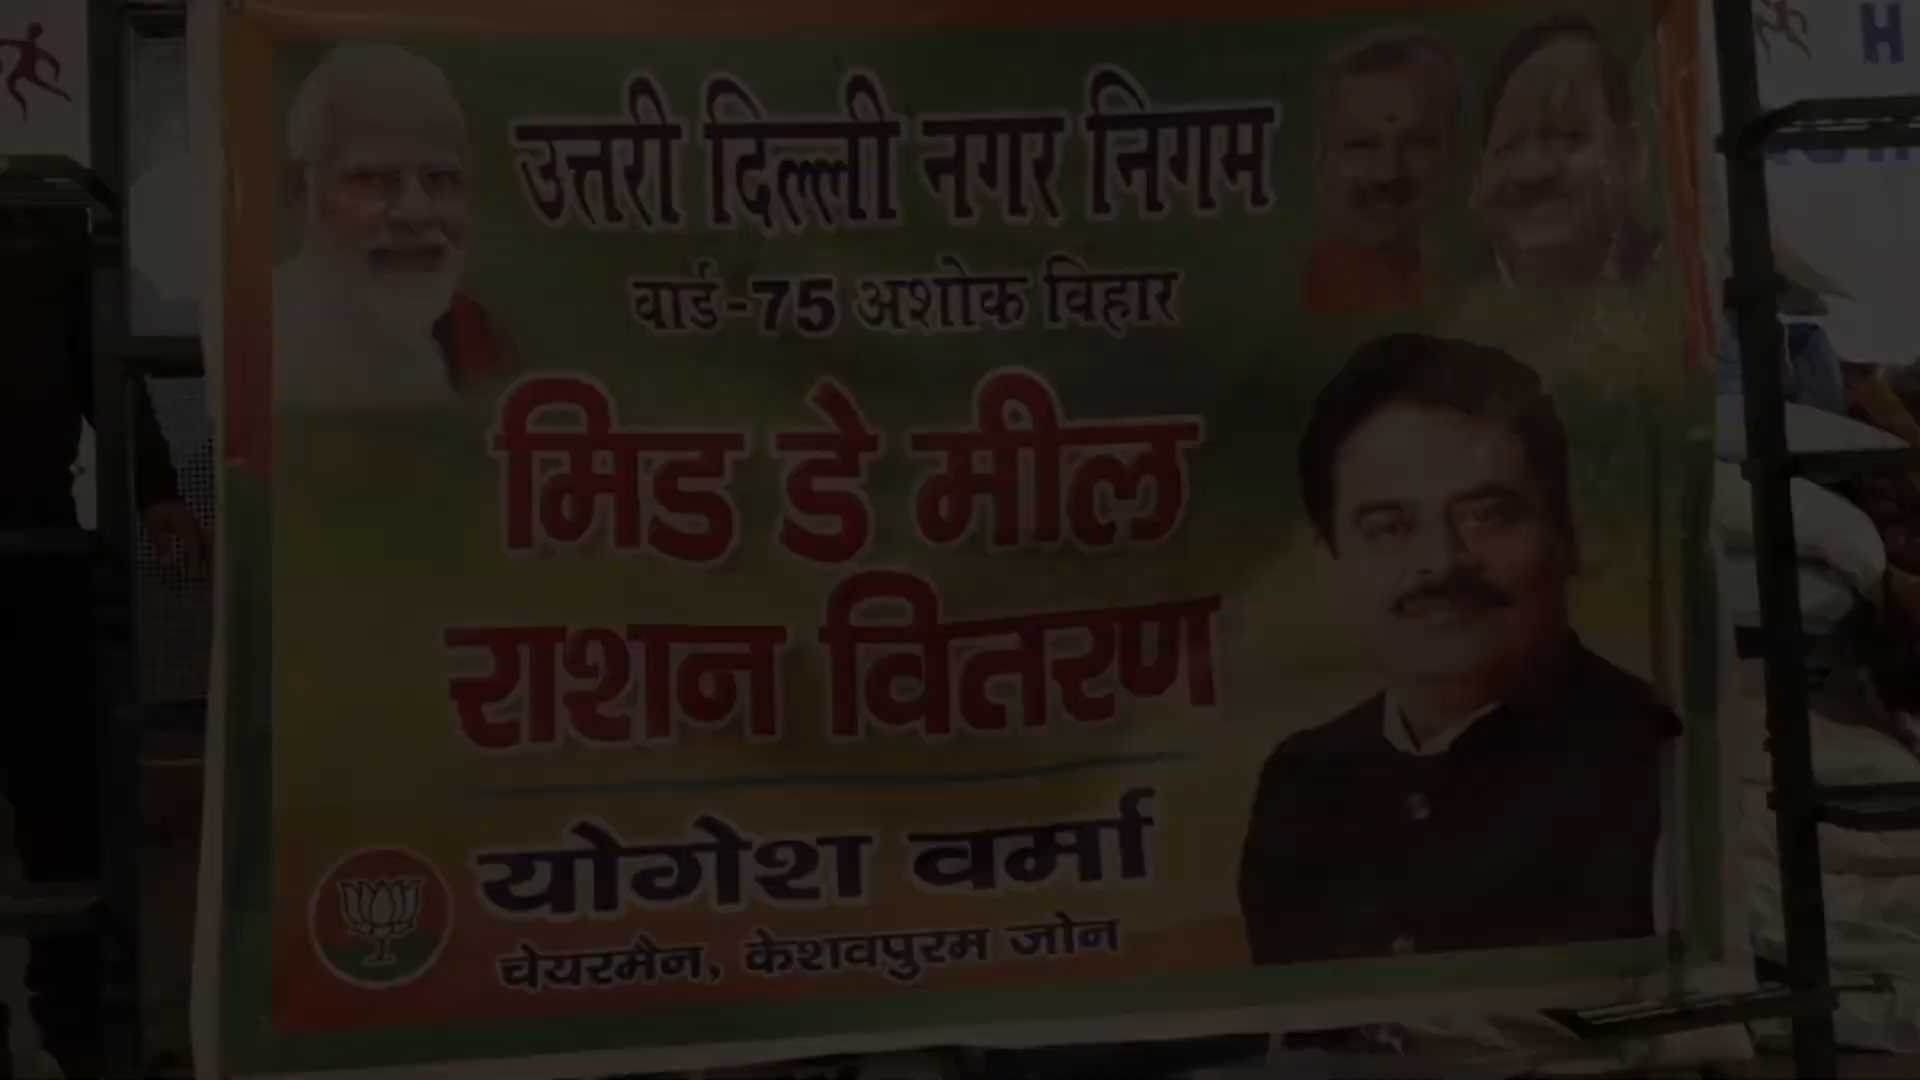 उत्तरी दिल्ली नगर निगम
वार्ड-75 अशोक विहार
मिड डे मील
राशन वितरण
योगेश वर्मा
चेयरमैन, केशवपुरम जोन
H